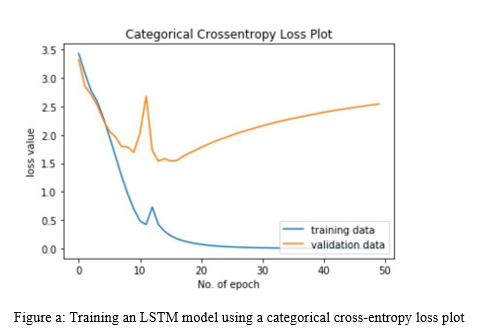 Categorical Crossentropy Loss Plot
3.5
3.0
2.5
2.0
1.5
1.0
0.5
0.0
loss value
0 10 20 30 40 50
No. of epoch
training data
validation data
Figure a: Training an LSTM model using a categorical cross-entropy loss plot